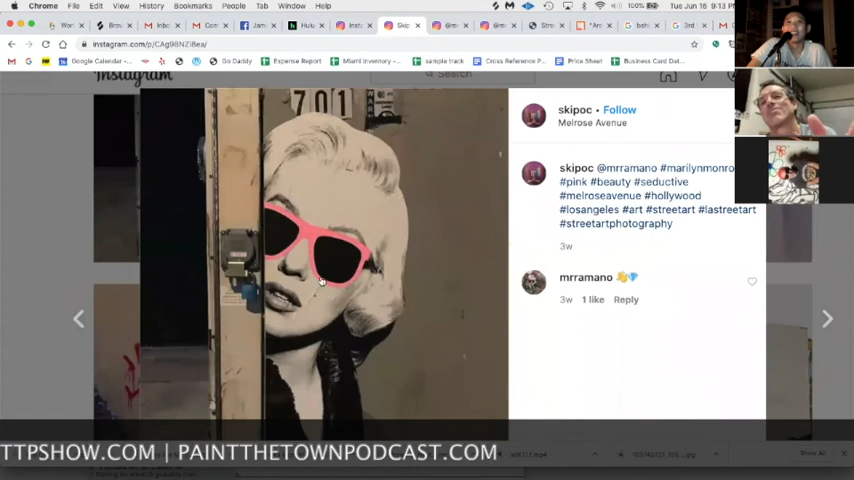 Chrome File Edit View History Bookmarks People Tab Window Help
100%
Tue Jun 16 9:13 P
instagram.com/p/CAg98NZl8ea/
Google Calendar
Go Daddy
Expense Report
Miami Inventory
sample track
Cross Reference P
Price Sheet
Business Card
Instagram
Search
701
skipoc • Follow
Melrose Avenue
skipoc @mrramano #marilynmonro
#pink #beauty #seductive
#melroseavenue #hollywood
#losangeles #art #streetart #lastreetart
#streetartphotography
3w
mrramano 👋💎
3w 1 like Reply
Show All
TTPSHOW.COM | PAINTTHETOWNPODCAST.COM